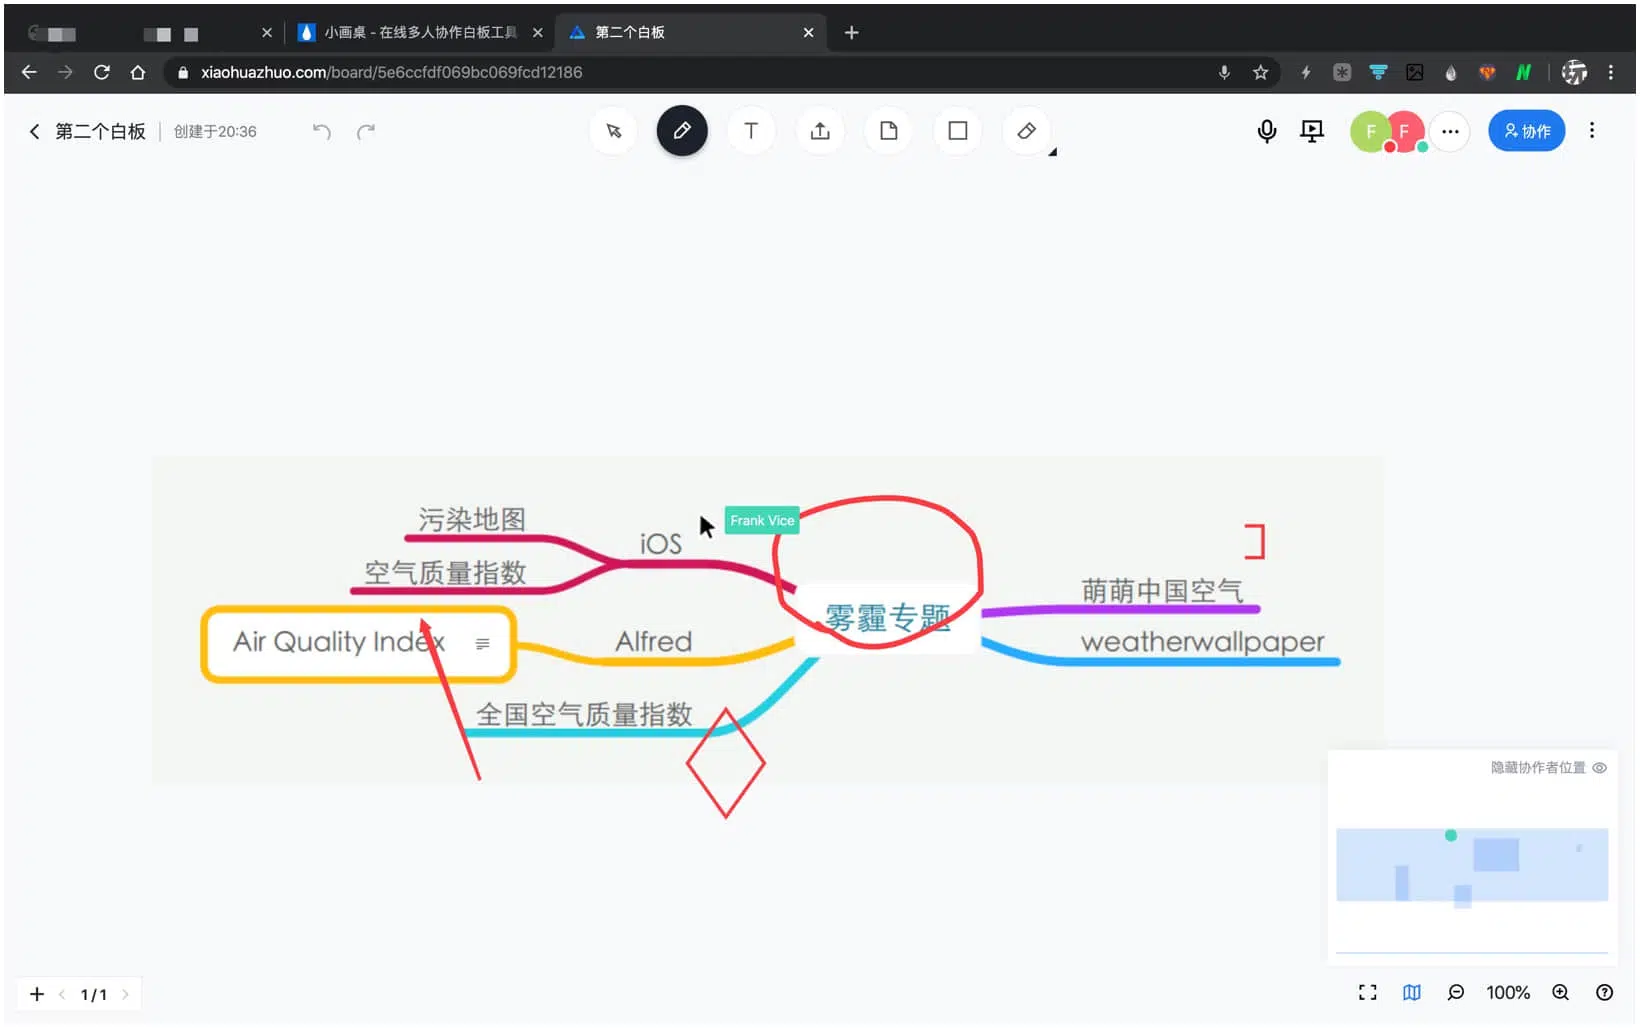 小画桌 - 在线多人协作白板工具
第二个白板
xiaohuazhuo.com/board/5e6ccfdf069bc069fcd12186
第二个白板
创建于20:36
T
F
F
协作
污染地图
iOS
Frank Vice
空气质量指数
萌萌中国空气
雾霾专题
Air Quality Index
Alfred
weatherwallpaper
全国空气质量指数
隐藏协作者位置
1/1
100%